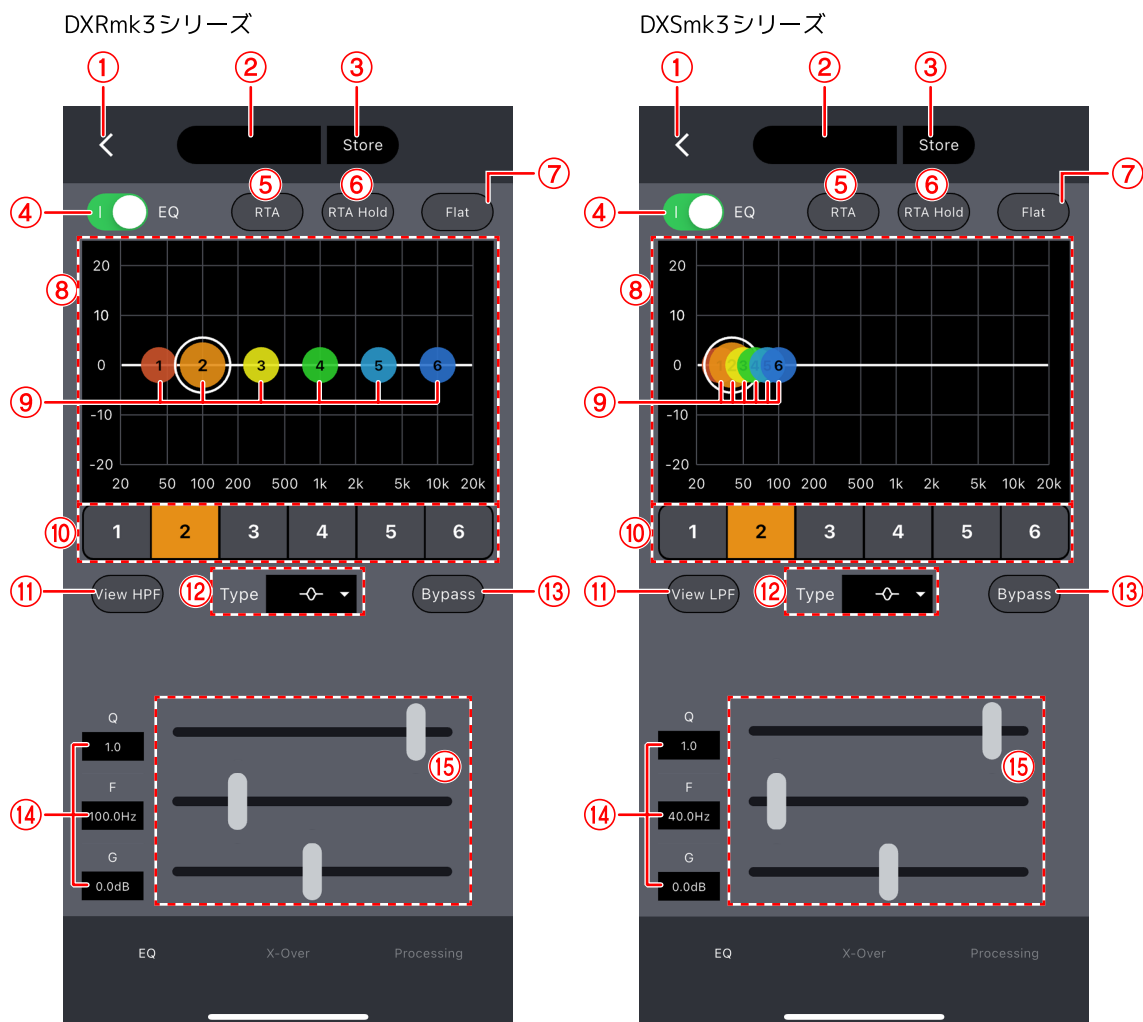 DXRmk3シリーズ
① ② ③
Store
④ EQ ⑤ RTA ⑥ RTA Hold ⑦ Flat
⑧
20
10
0
-10
-20
1 2 3 4 5 6
⑨
20 50 100 200 500 1k 2k 5k 10k 20k
⑩ 1 2 3 4 5 6
⑪ View HPF ⑫ Type Bypass ⑬
Q
1.0
⑮
F
⑭ 100.0Hz
G
0.0dB
EQ X-Over Processing
DXSmk3シリーズ
① ② ③
Store
④ EQ ⑤ RTA ⑥ RTA Hold ⑦ Flat
⑧
20
10
0
-10
-20
1 2 3 4 5 6
⑨
20 50 100 200 500 1k 2k 5k 10k 20k
⑩ 1 2 3 4 5 6
⑪ View LPF ⑫ Type Bypass ⑬
Q
1.0
⑮
F
⑭ 40.0Hz
G
0.0dB
EQ X-Over Processing